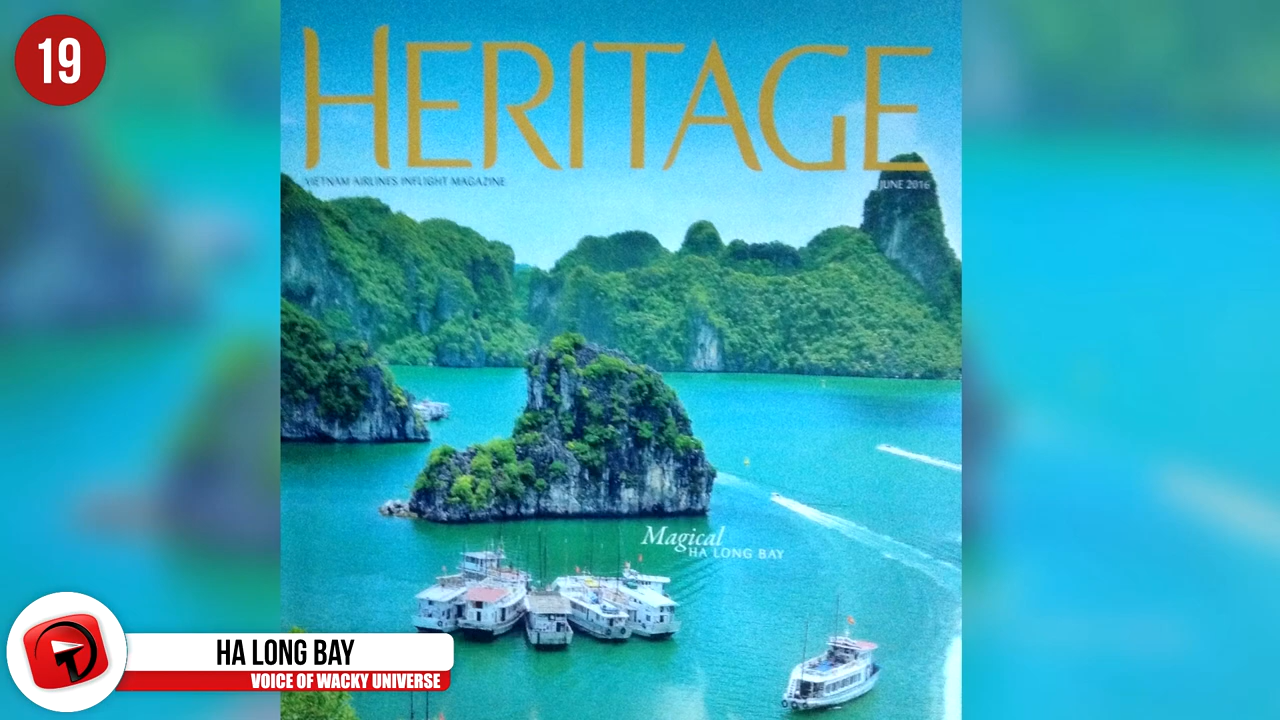 19
HERITAGE
VIETNAM AIRLINES INFLIGHT MAGAZINE
JUNE 2016
Magical
HA LONG BAY
HA LONG BAY
VOICE OF WACKY UNIVERSE